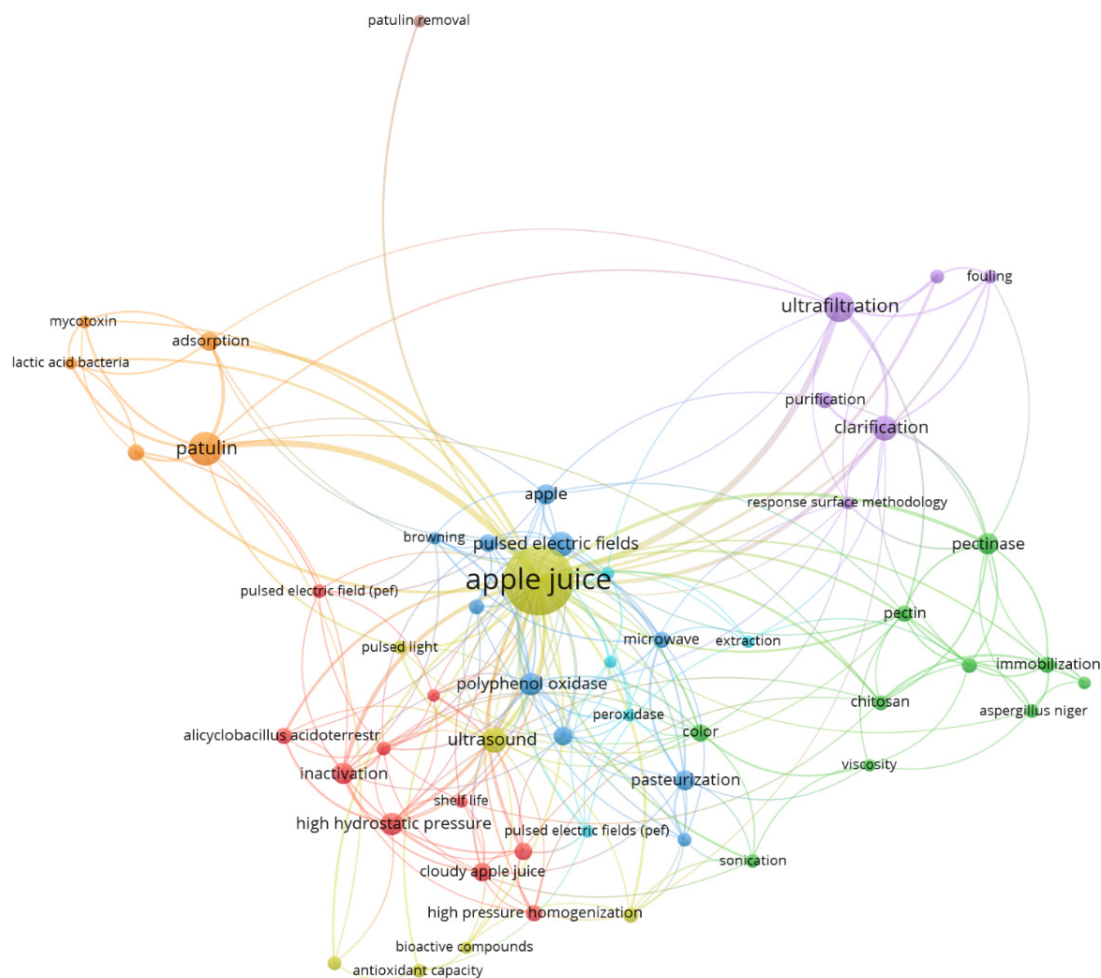 patulin removal
fouling
ultrafiltration
mycotoxin
adsorption
lactic acid bacteria
purification
clarification
patulin
apple
response surface methodology
browning
pulsed electric fields
pectinase
apple juice
pulsed electric field (pef)
pectin
microwave
extraction
pulsed light
immobilization
polyphenol oxidase
chitosan
aspergillus niger
peroxidase
color
alicyclobacillus acidoterrestr
ultrasound
viscosity
inactivation
pasteurization
shelf life
high hydrostatic pressure
pulsed electric fields (pef)
sonication
cloudy apple juice
high pressure homogenization
bioactive compounds
antioxidant capacity